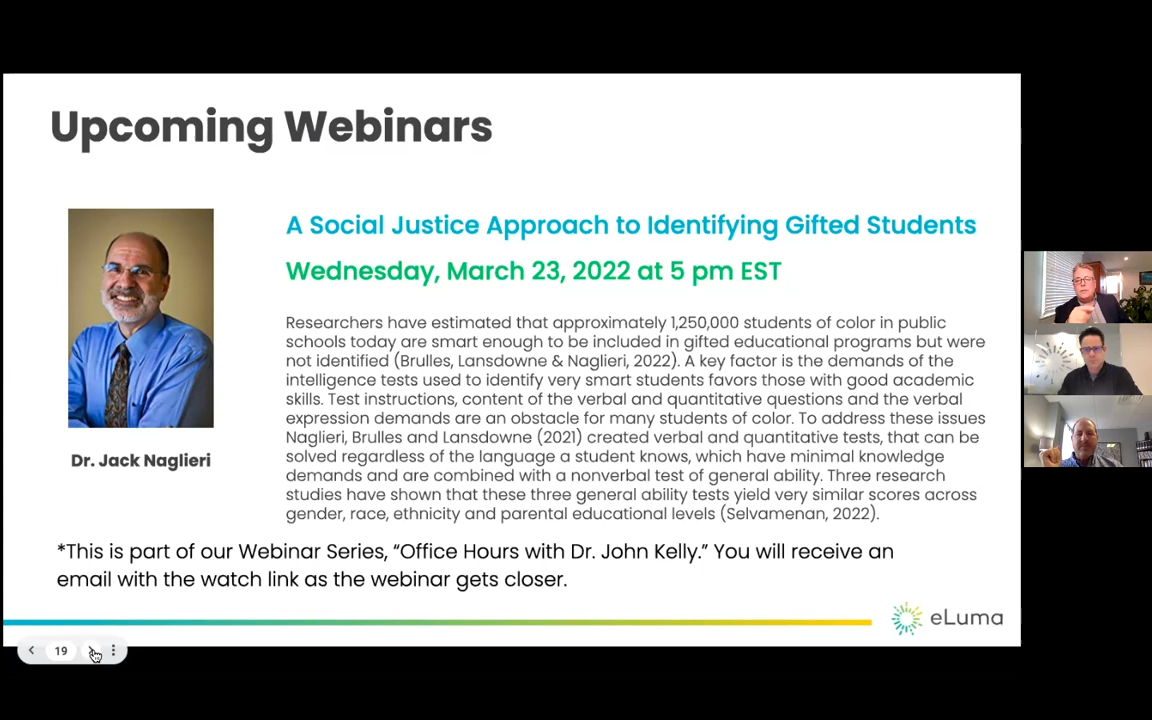 Upcoming Webinars
A Social Justice Approach to Identifying Gifted Students
Wednesday, March 23, 2022 at 5 pm EST
Researchers have estimated that approximately 1,250,000 students of color in public
schools today are smart enough to be included in gifted educational programs but were
not identified (Brulles, Lansdowne & Naglieri, 2022). A key factor is the demands of the
intelligence tests used to identify very smart students favors those with good academic
skills. Test instructions, content of the verbal and quantitative questions and the verbal
expression demands are an obstacle for many students of color. To address these issues
Naglieri, Brulles and Lansdowne (2021) created verbal and quantitative tests, that can be
solved regardless of the language a student knows, which have minimal knowledge
demands and are combined with a nonverbal test of general ability. Three research
studies have shown that these three general ability tests yield very similar scores across
gender, race, ethnicity and parental educational levels (Selvamenan, 2022).
Dr. Jack Naglieri
*This is part of our Webinar Series, “Office Hours with Dr. John Kelly.” You will receive an
email with the watch link as the webinar gets closer.
eLuma
19